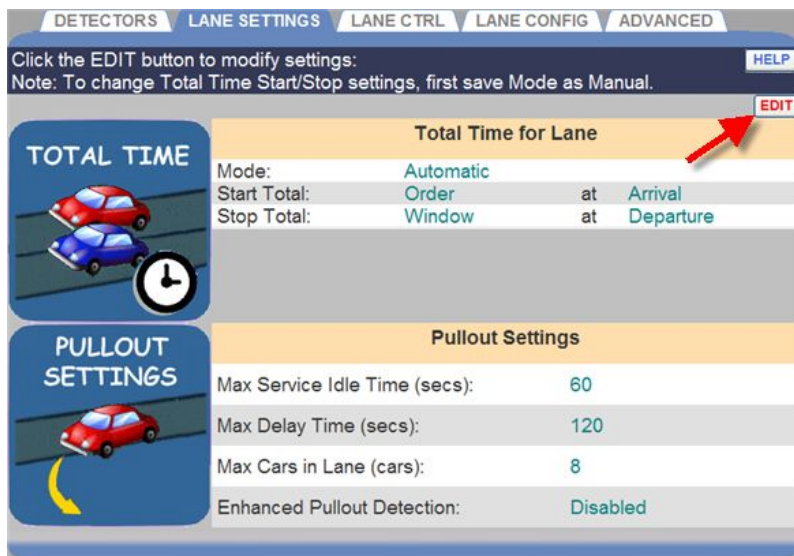 DETECTORS LANE SETTINGS LANE CTRL LANE CONFIG ADVANCED
Click the EDIT button to modify settings:
HELP
Note: To change Total Time Start/Stop settings, first save Mode as Manual.
EDIT
TOTAL TIME
Total Time for Lane
Mode: Automatic
Start Total: Order at Arrival
Stop Total: Window at Departure
PULLOUT
SETTINGS
Pullout Settings
Max Service Idle Time (secs): 60
Max Delay Time (secs): 120
Max Cars in Lane (cars): 8
Enhanced Pullout Detection: Disabled